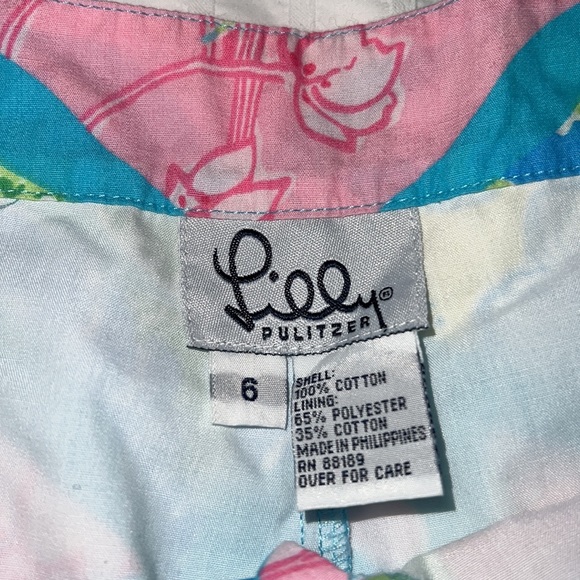 Lilly®
PULITZER
6
SHELL:
100% COTTON
LINING:
65% POLYESTER
35% COTTON
MADE IN PHILIPPINES
RN 88189
OVER FOR CARE